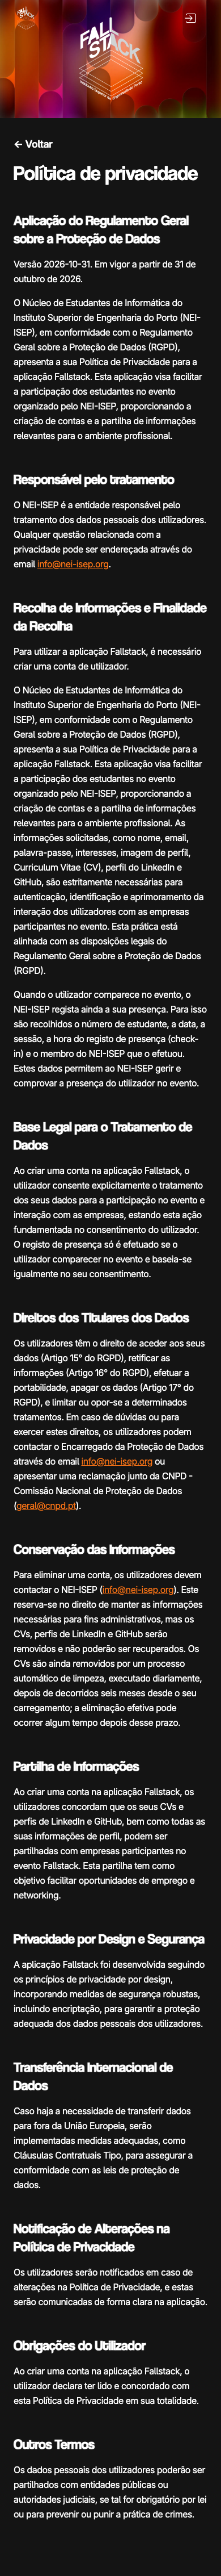 FALL
STACK
FALL
STACK
← Voltar
Política de privacidade
Aplicação do Regulamento Geral
sobre a Proteção de Dados
Versão 2026-10-31. Em vigor a partir de 31 de
outubro de 2026.
O Núcleo de Estudantes de Informática do
Instituto Superior de Engenharia do Porto (NEI-
ISEP), em conformidade com o Regulamento
Geral sobre a Proteção de Dados (RGPD),
apresenta a sua Política de Privacidade para a
aplicação Fallstack. Esta aplicação visa facilitar
a participação dos estudantes no evento
organizado pelo NEI-ISEP, proporcionando a
criação de contas e a partilha de informações
relevantes para o ambiente profissional.
Responsável pelo tratamento
O NEI-ISEP é a entidade responsável pelo
tratamento dos dados pessoais dos utilizadores.
Qualquer questão relacionada com a
privacidade pode ser endereçada através do
email info@nei-isep.org.
Recolha de Informações e Finalidade
da Recolha
Para utilizar a aplicação Fallstack, é necessário
criar uma conta de utilizador.
O Núcleo de Estudantes de Informática do
Instituto Superior de Engenharia do Porto (NEI-
ISEP), em conformidade com o Regulamento
Geral sobre a Proteção de Dados (RGPD),
apresenta a sua Política de Privacidade para a
aplicação Fallstack. Esta aplicação visa facilitar
a participação dos estudantes no evento
organizado pelo NEI-ISEP, proporcionando a
criação de contas e a partilha de informações
relevantes para o ambiente profissional. As
informações solicitadas, como nome, email,
palavra-passe, interesses, imagem de perfil,
Curriculum Vitae (CV), perfil do LinkedIn e
GitHub, são estritamente necessárias para
autenticação, identificação e aprimoramento da
interação dos utilizadores com as empresas
participantes no evento. Esta prática está
alinhada com as disposições legais do
Regulamento Geral sobre a Proteção de Dados
(RGPD).
Quando o utilizador comparece no evento, o
NEI-ISEP regista ainda a sua presença. Para isso
são recolhidos o número de estudante, a data, a
sessão, a hora do registo de presença (check-
in) e o membro do NEI-ISEP que o efetuou.
Estes dados permitem ao NEI-ISEP gerir e
comprovar a presença do utilizador no evento.
Base Legal para o Tratamento de
Dados
Ao criar uma conta na aplicação Fallstack, o
utilizador consente explicitamente o tratamento
dos seus dados para a participação no evento e
interação com as empresas, estando esta ação
fundamentada no consentimento do utilizador.
O registo de presença só é efetuado se o
utilizador comparecer no evento e baseia-se
igualmente no seu consentimento.
Direitos dos Titulares dos Dados
Os utilizadores têm o direito de aceder aos seus
dados (Artigo 15° do RGPD), retificar as
informações (Artigo 16° do RGPD), efetuar a
portabilidade, apagar os dados (Artigo 17° do
RGPD), e limitar ou opor-se a determinados
tratamentos. Em caso de dúvidas ou para
exercer estes direitos, os utilizadores podem
contactar o Encarregado da Proteção de Dados
através do email info@nei-isep.org ou
apresentar uma reclamação junto da CNPD -
Comissão Nacional de Proteção de Dados
(geral@cnpd.pt).
Conservação das Informações
Para eliminar uma conta, os utilizadores devem
contactar o NEI-ISEP (info@nei-isep.org). Este
reserva-se no direito de manter as informações
necessárias para fins administrativos, mas os
CVs, perfis de LinkedIn e GitHub serão
removidos e não poderão ser recuperados. Os
CVs são ainda removidos por um processo
automático de limpeza, executado diariamente,
depois de decorridos seis meses desde o seu
carregamento; a eliminação efetiva pode
ocorrer algum tempo depois desse prazo.
Partilha de Informações
Ao criar uma conta na aplicação Fallstack, os
utilizadores concordam que os seus CVs e
perfis de LinkedIn e GitHub, bem como todas as
suas informações de perfil, podem ser
partilhadas com empresas participantes no
evento Fallstack. Esta partilha tem como
objetivo facilitar oportunidades de emprego e
networking.
Privacidade por Design e Segurança
A aplicação Fallstack foi desenvolvida seguindo
os princípios de privacidade por design,
incorporando medidas de segurança robustas,
incluindo encriptação, para garantir a proteção
adequada dos dados pessoais dos utilizadores.
Transferência Internacional de
Dados
Caso haja a necessidade de transferir dados
para fora da União Europeia, serão
implementadas medidas adequadas, como
Cláusulas Contratuais Tipo, para assegurar a
conformidade com as leis de proteção de
dados.
Notificação de Alterações na
Política de Privacidade
Os utilizadores serão notificados em caso de
alterações na Política de Privacidade, e estas
serão comunicadas de forma clara na aplicação.
Obrigações do Utilizador
Ao criar uma conta na aplicação Fallstack, o
utilizador declara ter lido e concordado com
esta Política de Privacidade em sua totalidade.
Outros Termos
Os dados pessoais dos utilizadores poderão ser
partilhados com entidades públicas ou
autoridades judiciais, se tal for obrigatório por lei
ou para prevenir ou punir a prática de crimes.